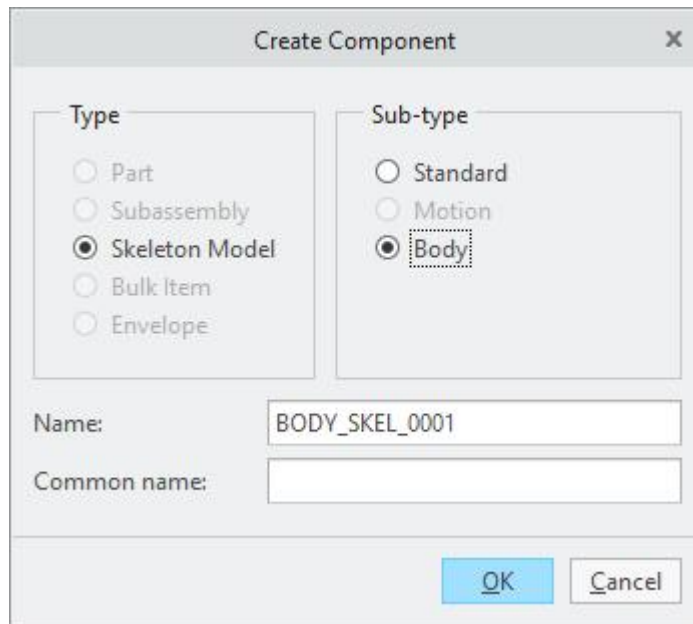 Create Component
Type
Part
Subassembly
Skeleton Model
Bulk Item
Envelope
Sub-type
Standard
Motion
Body
Name:
BODY_SKEL_0001
Common name:
OK
Cancel